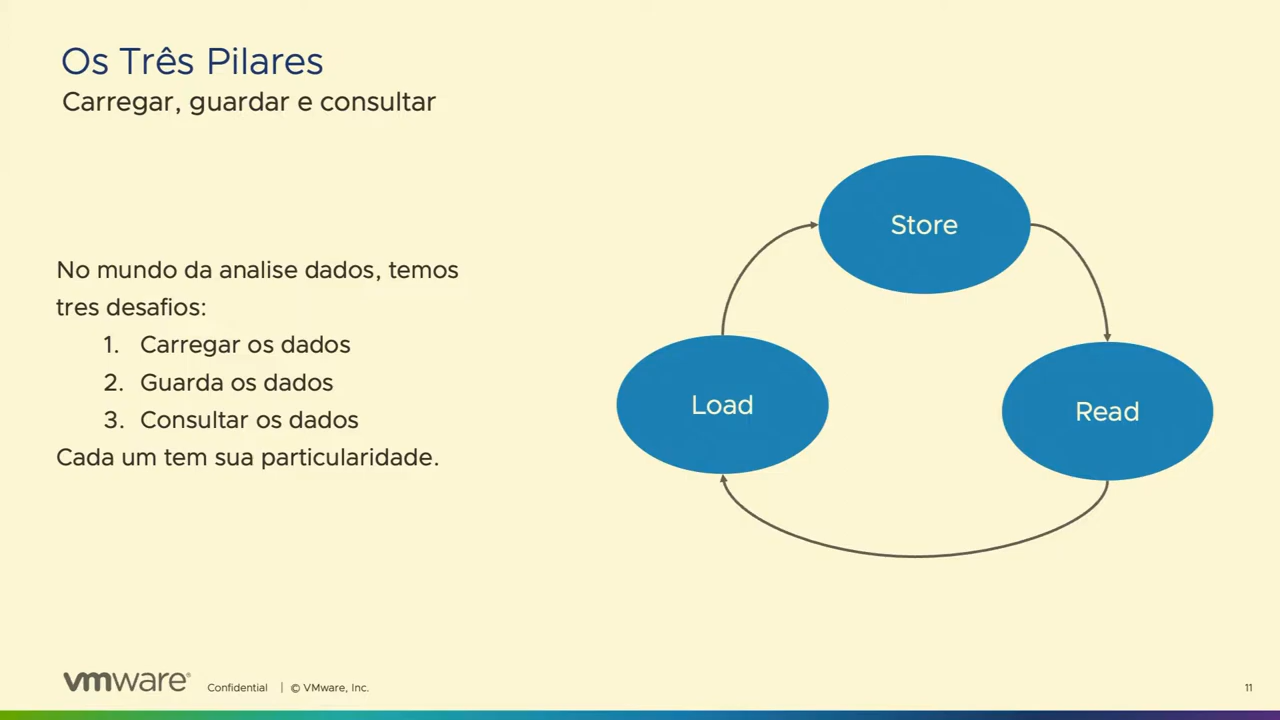 Os Três Pilares
Carregar, guardar e consultar
No mundo da analise dados, temos
tres desafios:
1. Carregar os dados
2. Guarda os dados
3. Consultar os dados
Cada um tem sua particularidade.
Store
Load
Read
vmware® Confidential | © VMware, Inc.
11